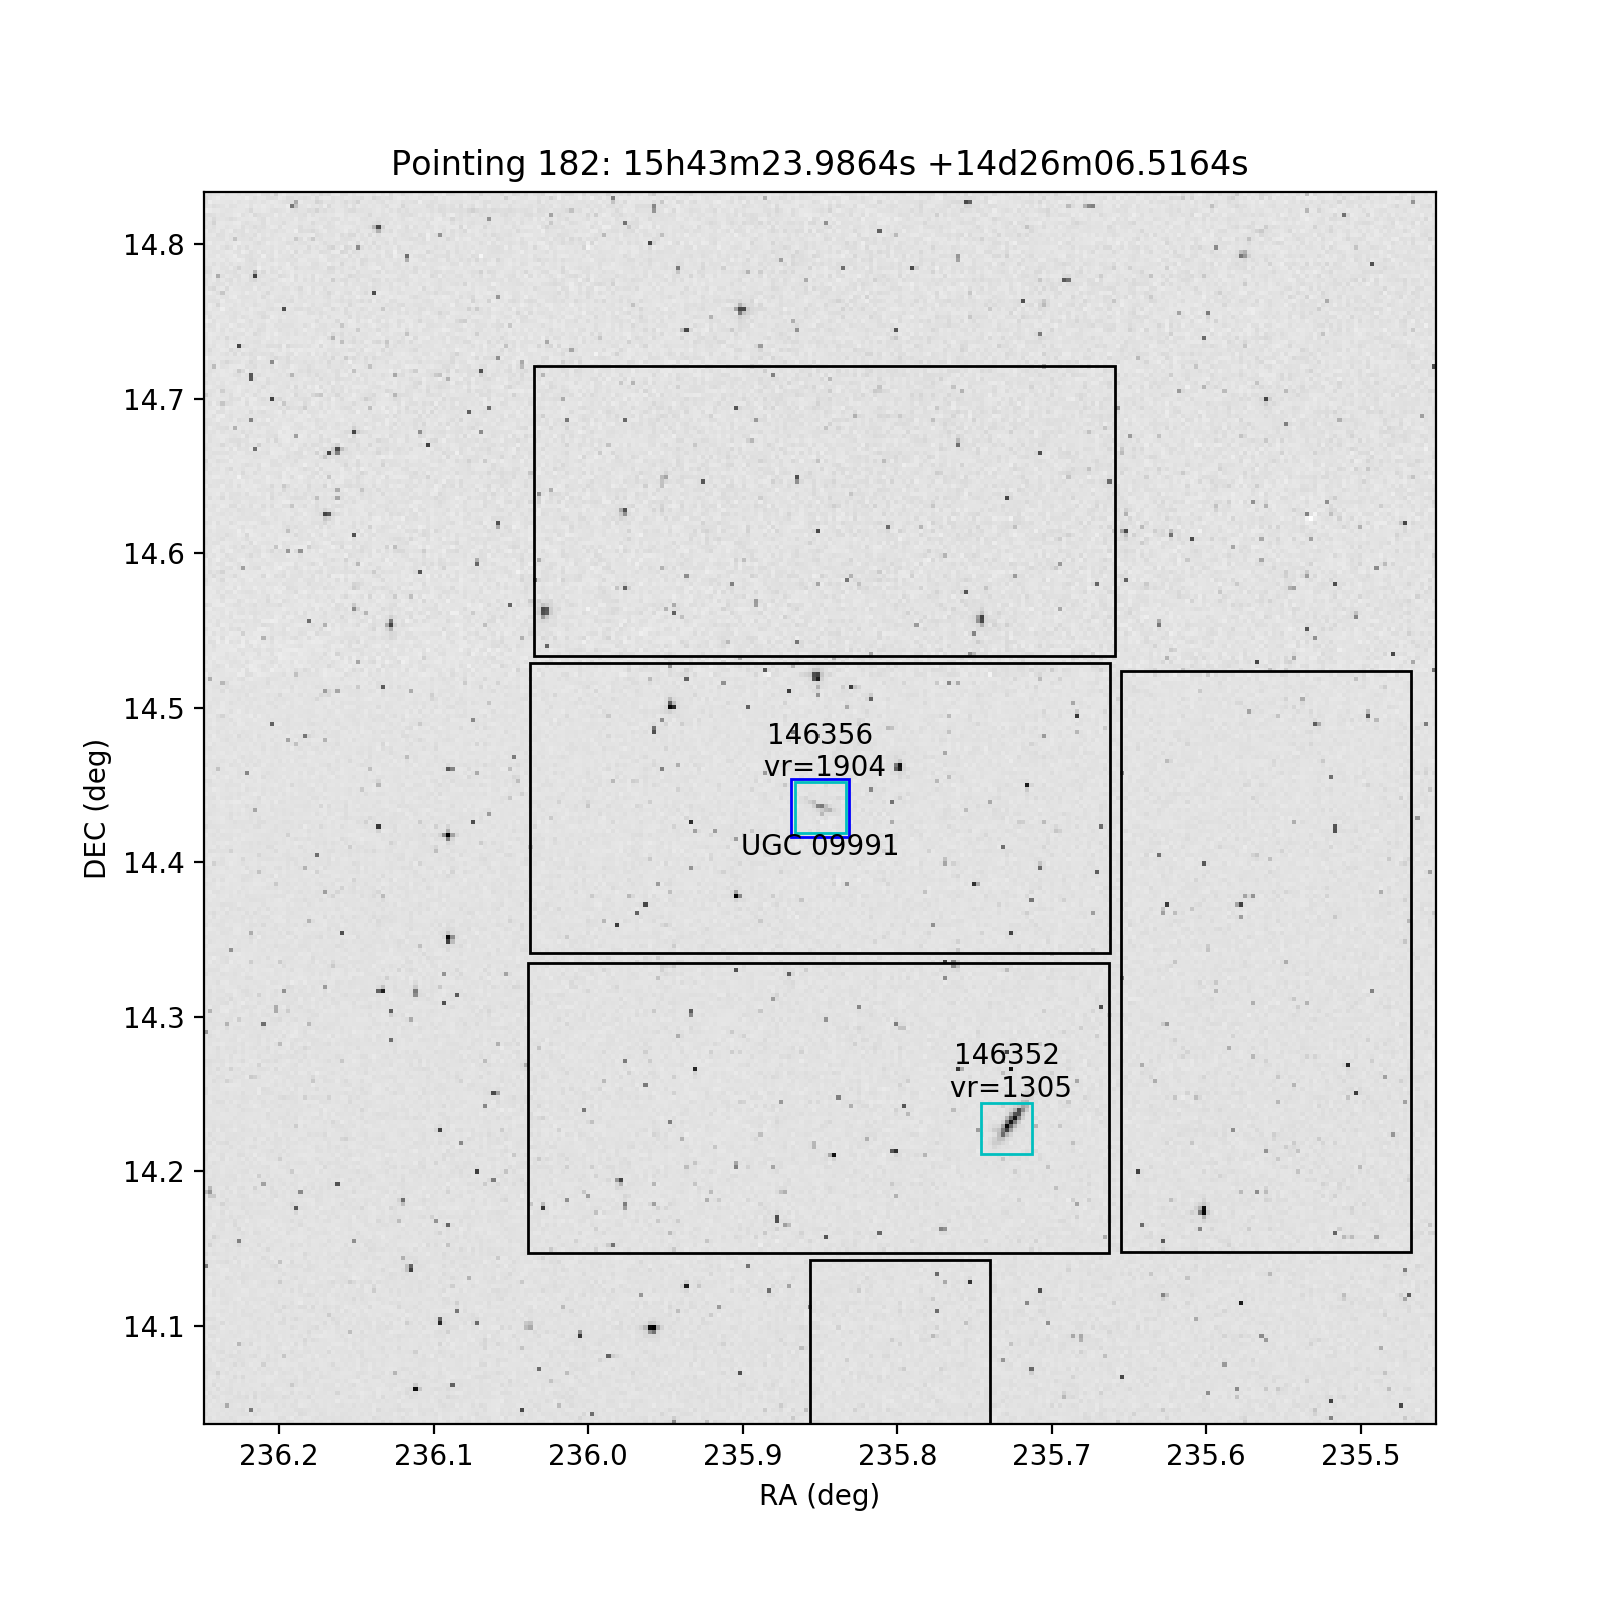 Pointing 182: 15h43m23.9864s +14d26m06.5164s
14.8
14.7
14.6
14.5
14.4
14.3
14.2
14.1
DEC (deg)
146356
vr=1904
UGC 09991
146352
vr=1305
236.2 236.1 236.0 235.9 235.8 235.7 235.6 235.5
RA (deg)